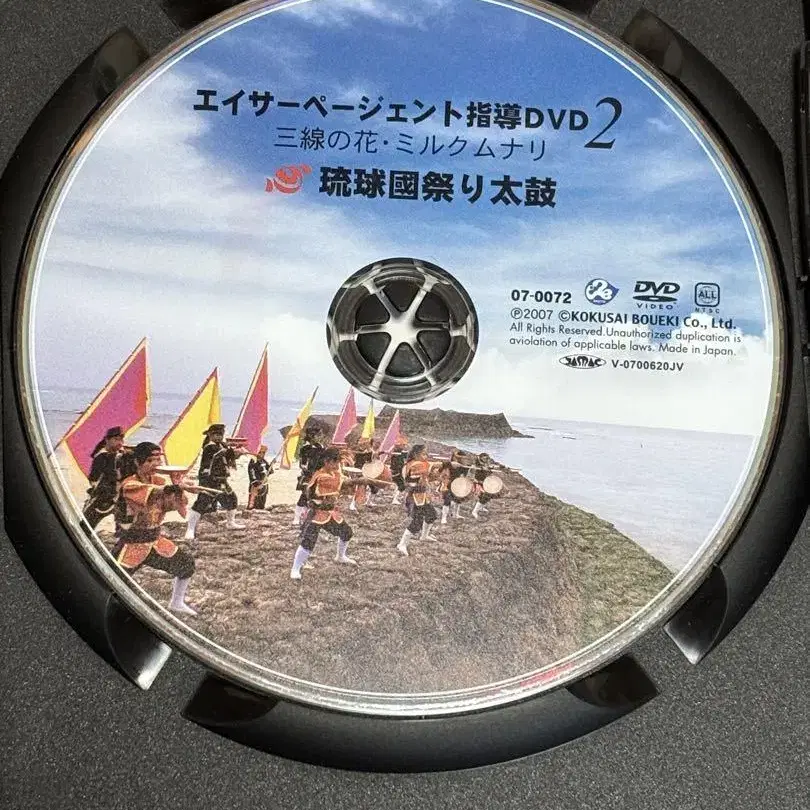 エイサーページェント指導DVD2
三線の花・ミルクムナリ
琉球國祭り太鼓
07-0072
DVD
VIDEO
ALL
NTSC
℗2007 ©KOKUSAI BOUEKI Co., Ltd.
All Rights Reserved.Unauthorized duplication is
aviolation of applicable laws. Made in Japan.
JASRAC V-0700620JV